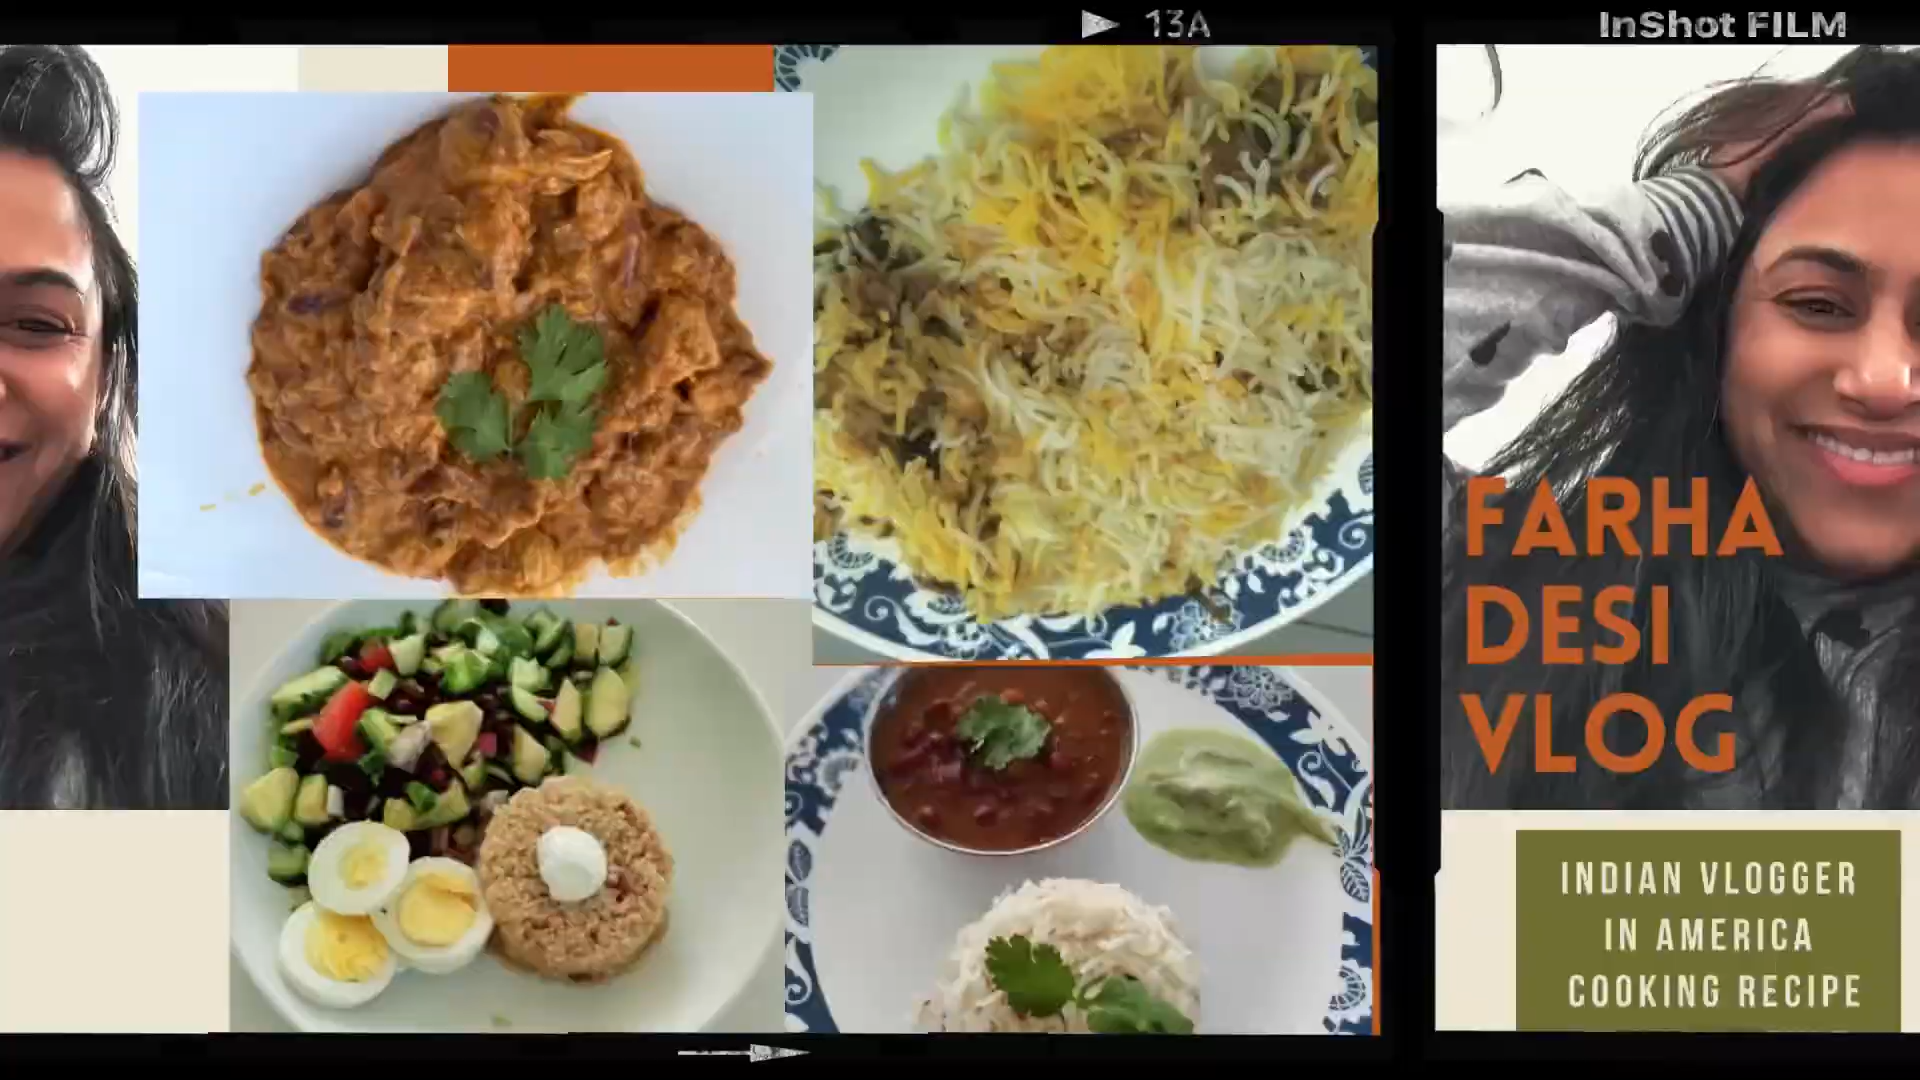 13A
InShot FILM
FARHA
DESI
VLOG
INDIAN VLOGGER
IN AMERICA
COOKING RECIPE